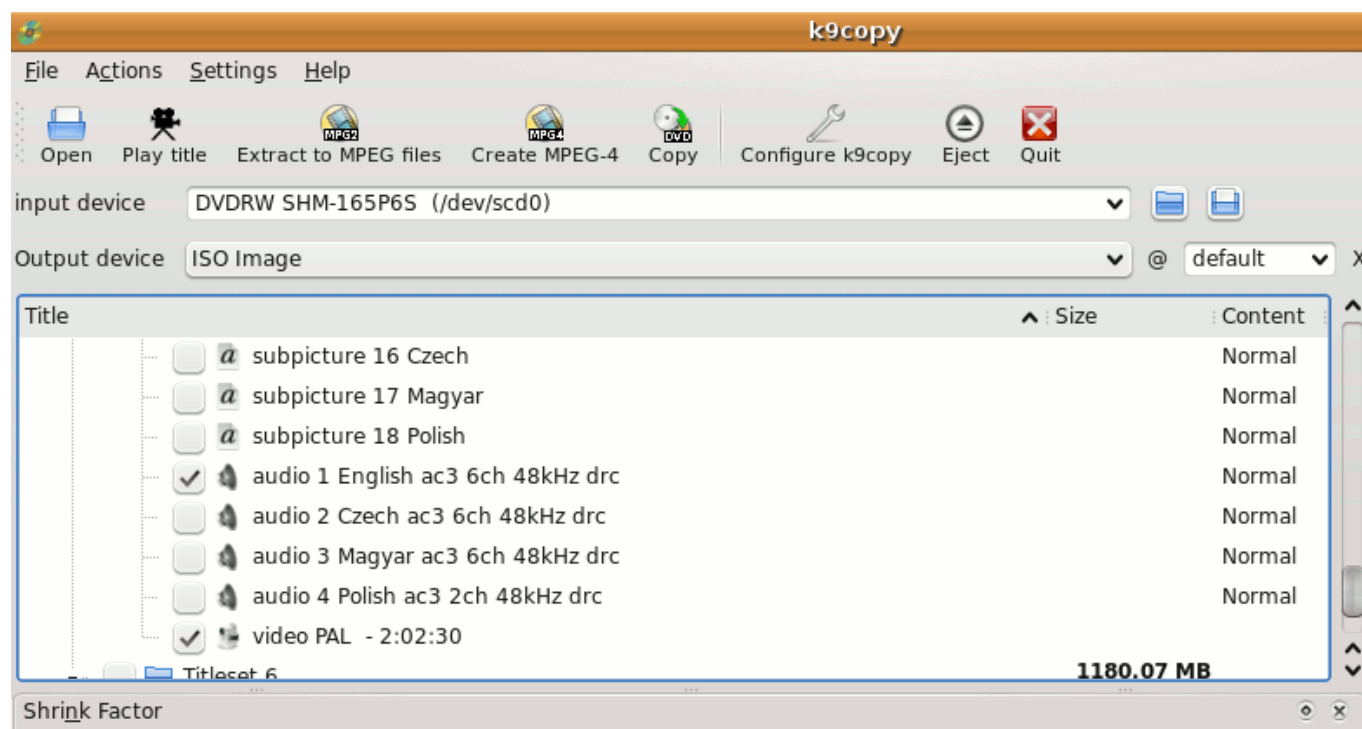 k9copy
File Actions Settings Help
MPG2 MPG4 DVD
Open Play title Extract to MPEG files Create MPEG-4 Copy Configure k9copy Eject Quit
input device DVDRW SHM-165P6S (/dev/scd0)
Output device ISO Image @ default X
Title Size Content
a subpicture 16 Czech Normal
a subpicture 17 Magyar Normal
a subpicture 18 Polish Normal
audio 1 English ac3 6ch 48kHz drc Normal
audio 2 Czech ac3 6ch 48kHz drc Normal
audio 3 Magyar ac3 6ch 48kHz drc Normal
audio 4 Polish ac3 2ch 48kHz drc Normal
video PAL - 2:02:30
Titleset 6 1180.07 MB
Shrink Factor